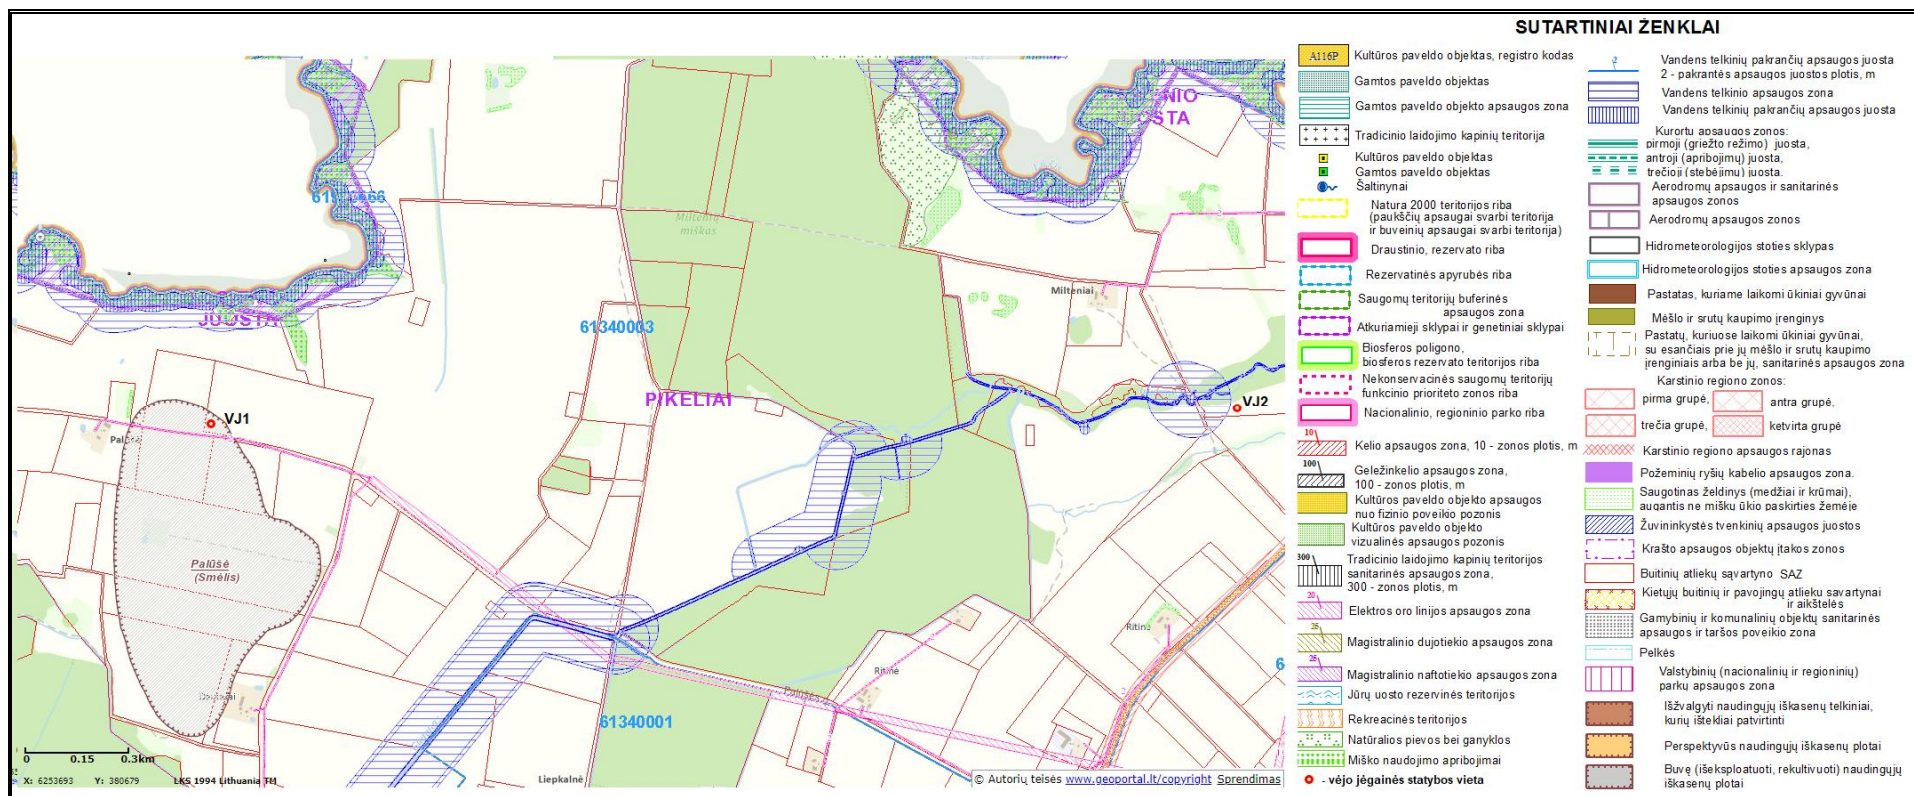 SUTARTINIAI ŽENKLAI
A116P Kultūros paveldo objektas, registro kodas
Gamtos paveldo objektas
Gamtos paveldo objekto apsaugos zona
Tradicinio laidojimo kapinių teritorija
Kultūros paveldo objektas
Gamtos paveldo objektas
Šaltinynai
Natura 2000 teritorijos riba
(paukščių apsaugai svarbi teritorija
ir buveinių apsaugai svarbi teritorija)
Draustinio, rezervato riba
Rezervatinės apyrubės riba
Saugomų teritorijų buferinės
apsaugos zona
Atkuriamieji sklypai ir genetiniai sklypai
Biosferos poligono,
biosferos rezervato teritorijos riba
Nekonservacinės saugomų teritorijų
funkcinio prioriteto zonos riba
Nacionalinio, regioninio parko riba
10 Kelio apsaugos zona, 10 - zonos plotis, m
100 Geležinkelio apsaugos zona,
100 - zonos plotis, m
Kultūros paveldo objekto apsaugos
nuo fizinio poveikio pozonis
Kultūros paveldo objekto
vizualinės apsaugos pozonis
300 Tradicinio laidojimo kapinių teritorijos
sanitarinės apsaugos zona,
300 - zonos plotis, m
20 Elektros oro linijos apsaugos zona
25 Magistralinio dujotiekio apsaugos zona
25 Magistralinio naftotiekio apsaugos zona
Jūrų uosto rezervinės teritorijos
Rekreacinės teritorijos
Natūralios pievos bei ganyklos
Miško naudojimo apribojimai
- vėjo jėgainės statybos vieta
2 Vandens telkinių pakrančių apsaugos juosta
2 - pakrantės apsaugos juostos plotis, m
Vandens telkinio apsaugos zona
Vandens telkinių pakrančių apsaugos juosta
Kurortu apsaugos zonos:
pirmoji (griežto režimo) juosta,
antroji (apribojimų) juosta,
trečioji (stebėjimų) juosta.
Aerodromų apsaugos ir sanitarinės
apsaugos zonos
Aerodromų apsaugos zonos
Hidrometeorologijos stoties sklypas
Hidrometeorologijos stoties apsaugos zona
Pastatas, kuriame laikomi ūkiniai gyvūnai
Mėšlo ir srutų kaupimo įrenginys
Pastatų, kuriuose laikomi ūkiniai gyvūnai,
su esančiais prie jų mėšlo ir srutų kaupimo
įrenginiais arba be jų, sanitarinės apsaugos zona
Karstinio regiono zonos:
pirma grupė, antra grupė,
trečia grupė, ketvirta grupė
Karstinio regiono apsaugos rajonas
Požeminių ryšių kabelio apsaugos zona.
Saugotinas želdinys (medžiai ir krūmai),
augantis ne miškų ūkio paskirties žemėje
Žuvininkystės tvenkinių apsaugos juostos
Krašto apsaugos objektų įtakos zonos
Buitinių atliekų sąvartyno SAZ
Kietųjų buitinių ir pavojingų atlieku savartynai
ir aikštelės
Gamybinių ir komunalinių objektų sanitarinės
apsaugos ir taršos poveikio zona
Pelkės
Valstybinių (nacionalinių ir regioninių)
parkų apsaugos zona
Išžvalgyti naudingųjų iškasenų telkiniai,
kurių ištekliai patvirtinti
Perspektyvūs naudingųjų iškasenų plotai
Buvę (išeksploatuoti, rekultivuoti) naudingųjų
iškasenų plotai
NIO
STA
Miltenių
miškas
JUOSTA
61340003
Milteniai
PIKELIAI
VJ1
VJ2
Palūšė
(Smėlis)
Ritinė
Ritinė
61340001
Liepkalnė
0 0.15 0.3km
X: 6253693 Y: 380679 LKS 1994 Lithuania TM
© Autorių teisės www.geoportal.lt/copyright Sprendimas